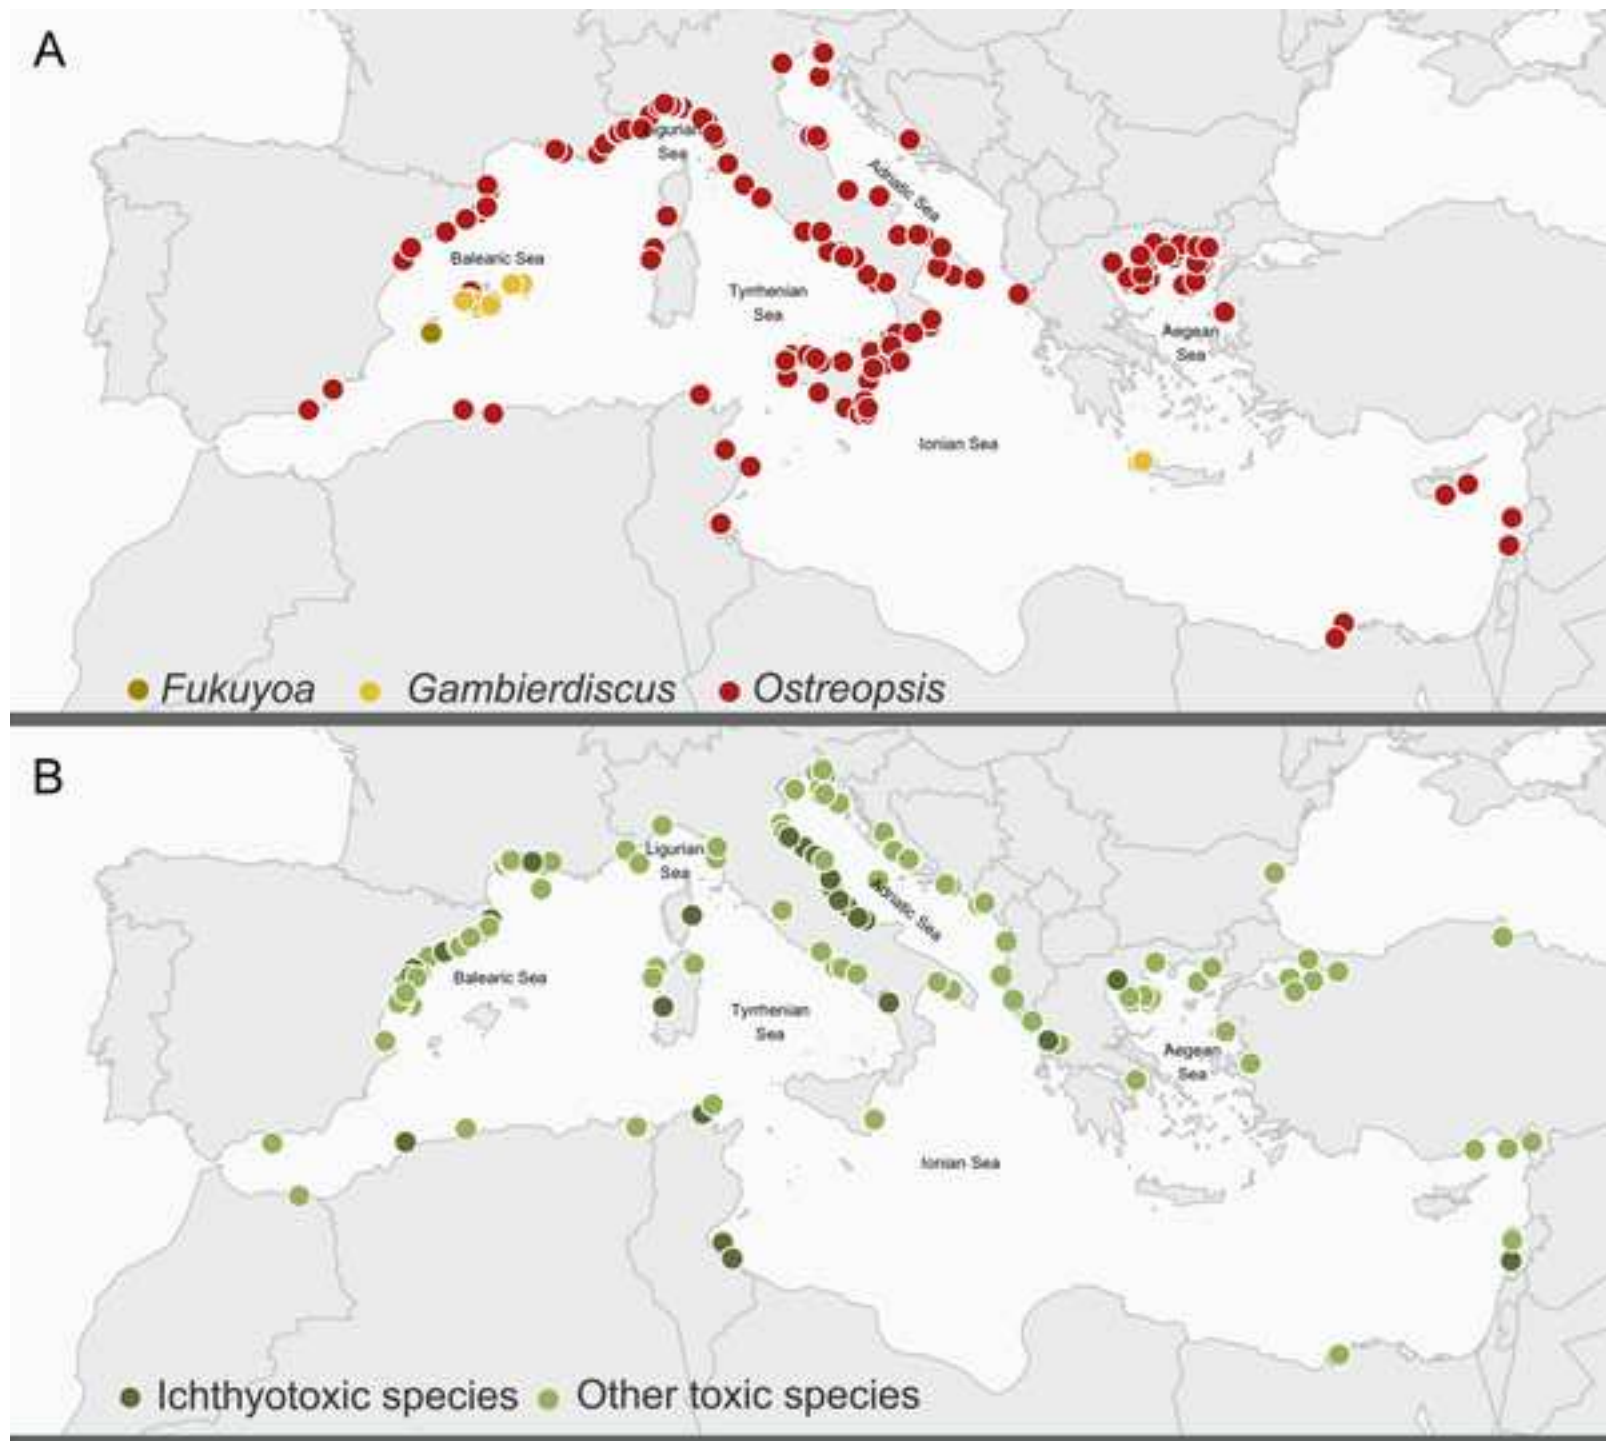 A
Ligurian
Sea
Adriatic Sea
Balearic Sea
Tyrrhenian
Sea
Aegean
Sea
Ionian Sea
Fukuyoa Gambierdiscus Ostreopsis
B
Ligurian
Sea
Adriatic Sea
Balearic Sea
Tyrrhenian
Sea
Aegean
Sea
Ionian Sea
Ichthyotoxic species Other toxic species